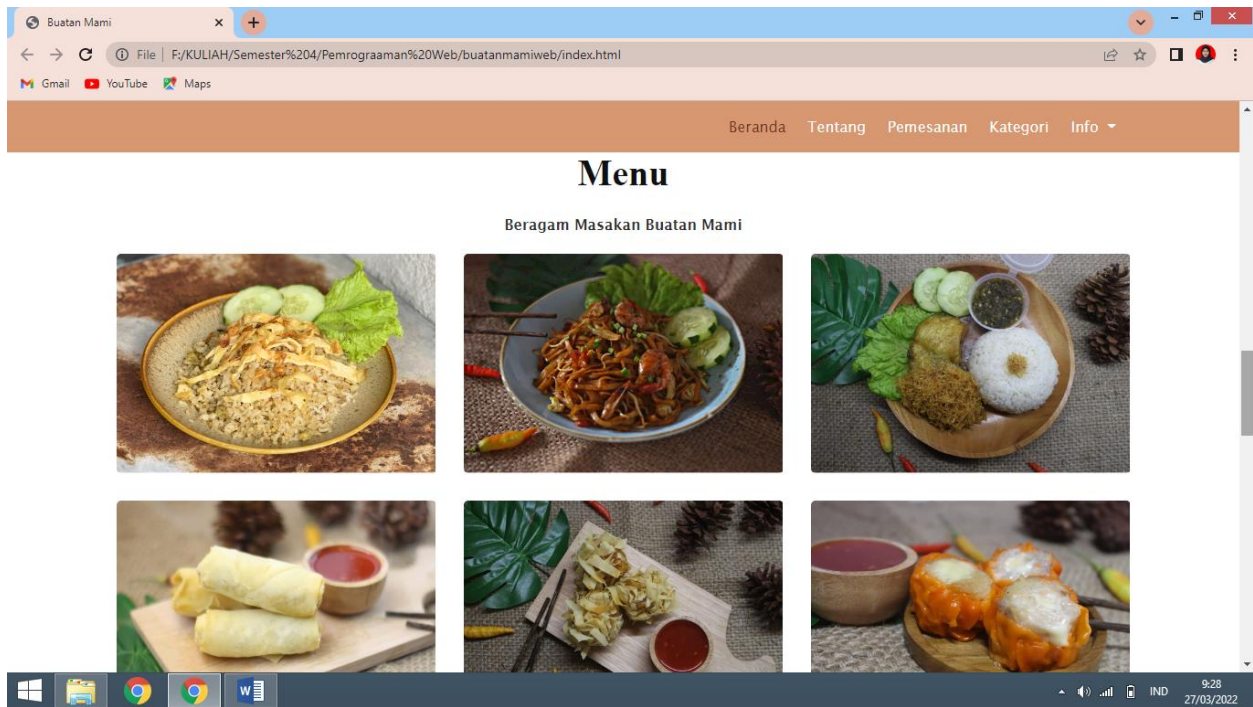 Buatan Mami
File | F:/KULIAH/Semester%204/Pemrograaman%20Web/buatanmamiweb/index.html
Gmail YouTube Maps
Beranda Tentang Pemesanan Kategori Info
Menu
Beragam Masakan Buatan Mami
IND
9:28
27/03/2022